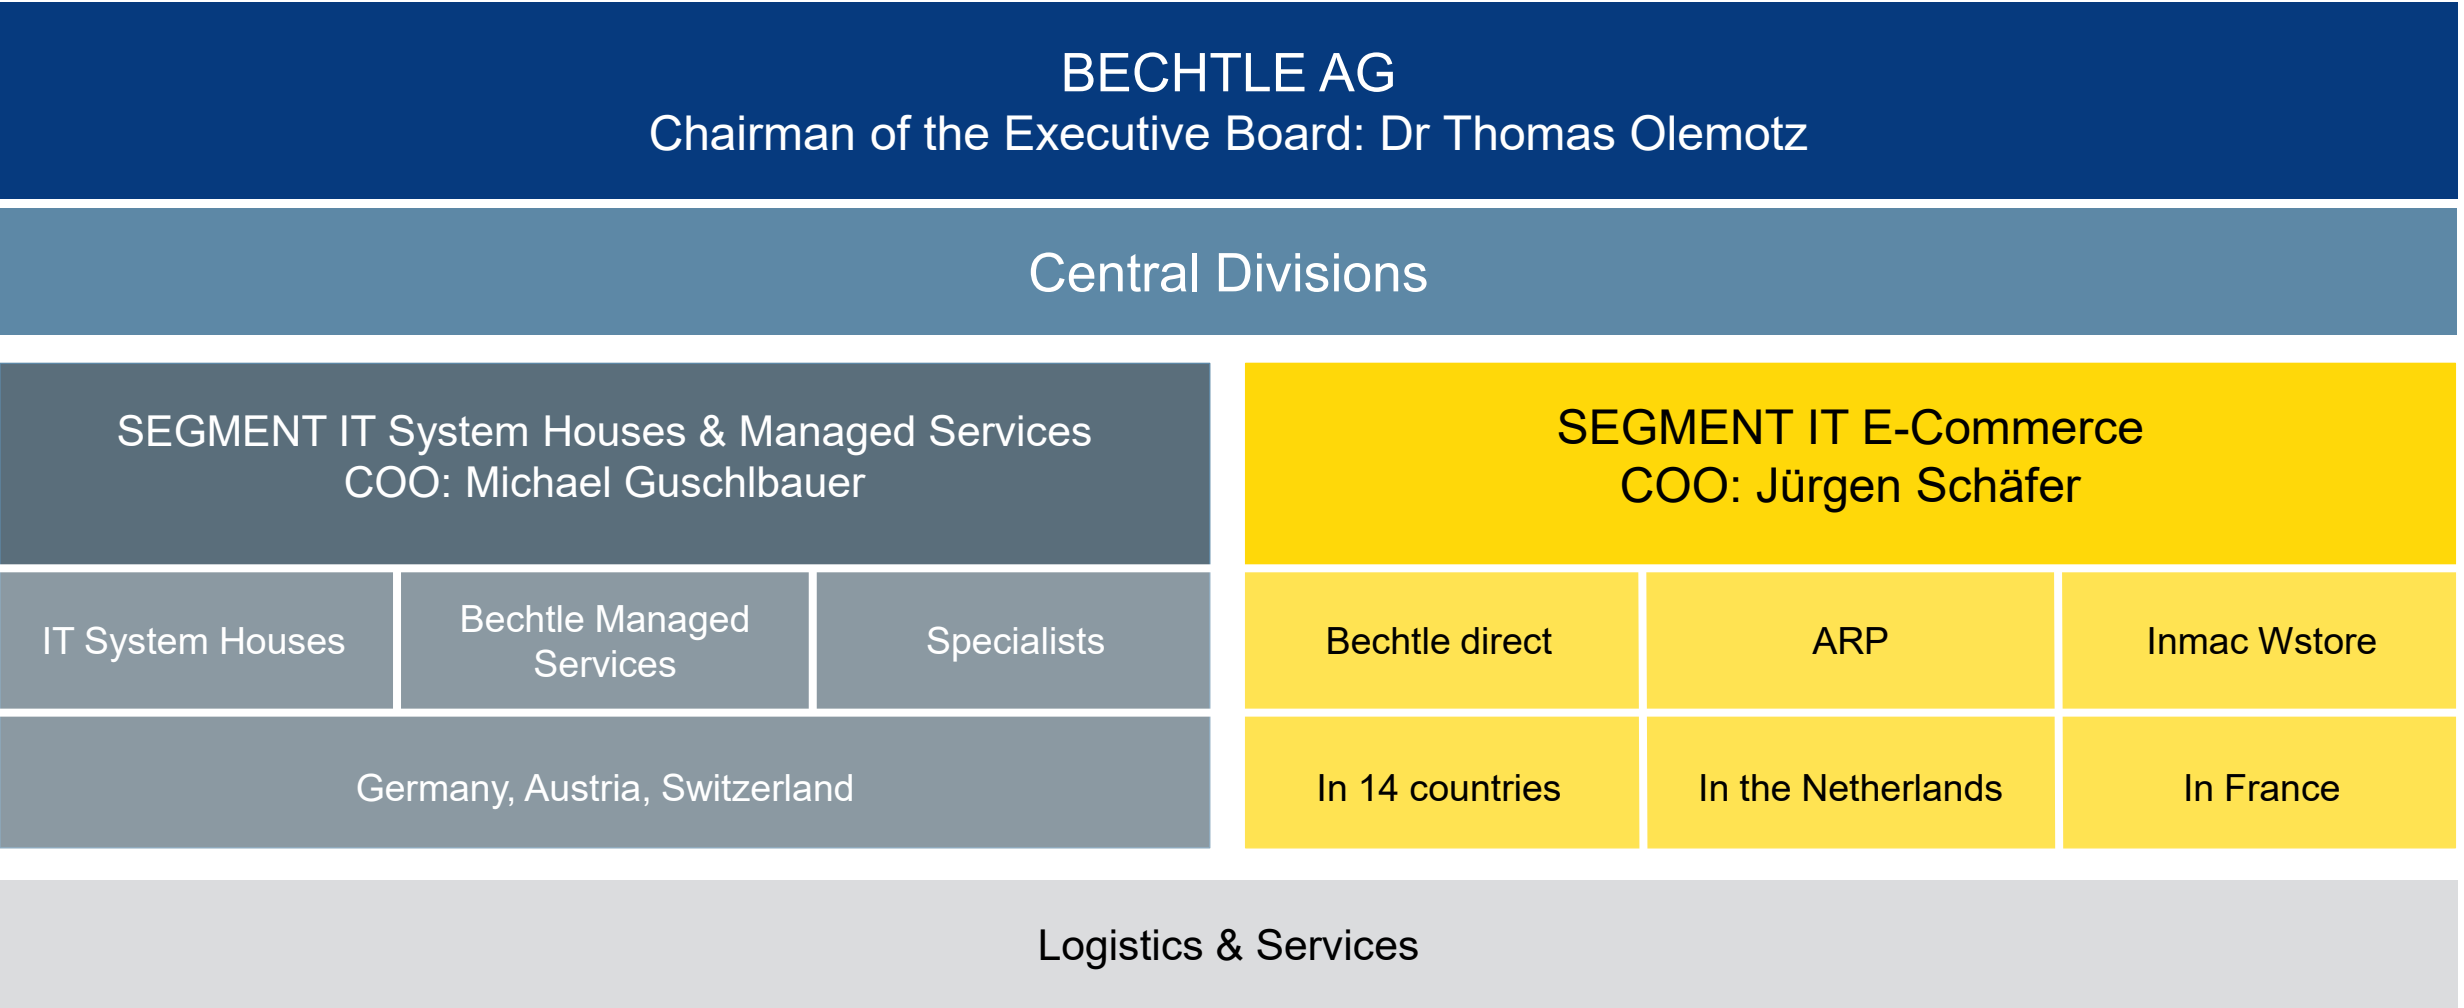 BECHTLE AG
Chairman of the Executive Board: Dr Thomas Olemotz
Central Divisions
SEGMENT IT System Houses & Managed Services
COO: Michael Guschlbauer
SEGMENT IT E-Commerce
COO: Jürgen Schäfer
IT System Houses
Bechtle Managed
Services
Specialists
Bechtle direct
ARP
Inmac Wstore
Germany, Austria, Switzerland
In 14 countries
In the Netherlands
In France
Logistics & Services